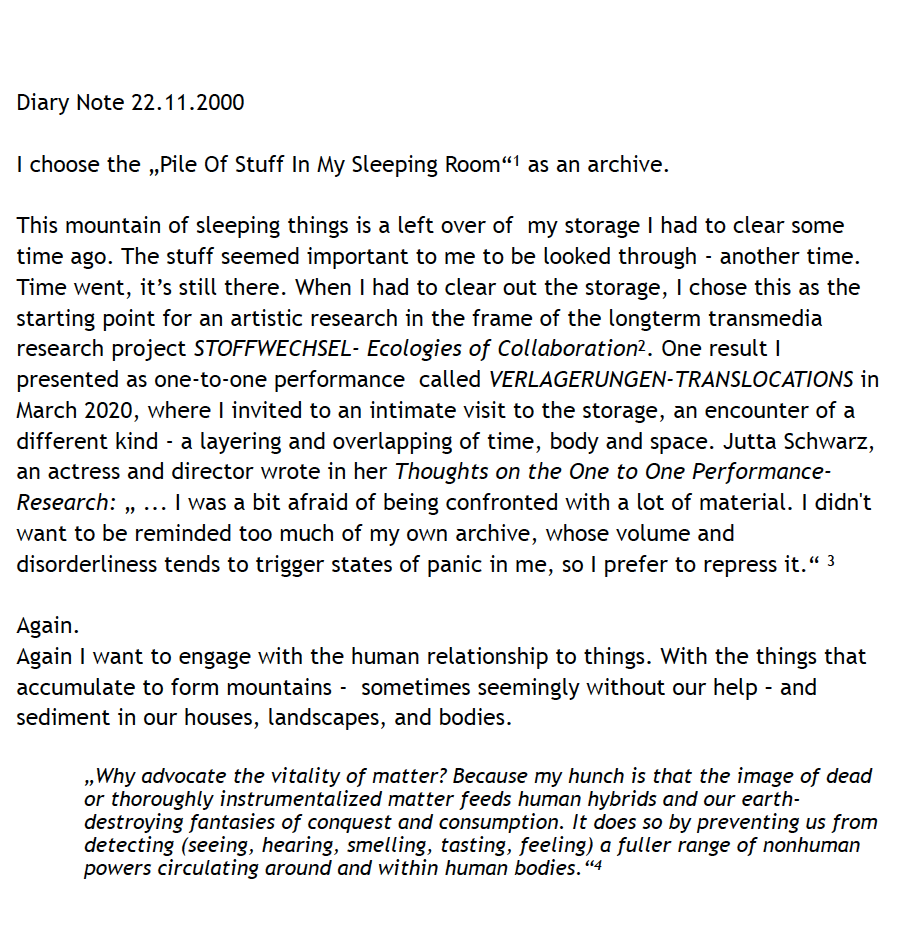 Diary Note 22.11.2000
I choose the „Pile Of Stuff In My Sleeping Room“1 as an archive.
This mountain of sleeping things is a left over of  my storage I had to clear some
time ago. The stuff seemed important to me to be looked through - another time.
Time went, it’s still there. When I had to clear out the storage, I chose this as the
starting point for an artistic research in the frame of the longterm transmedia
research project STOFFWECHSEL- Ecologies of Collaboration2. One result I
presented as one-to-one performance  called VERLAGERUNGEN-TRANSLOCATIONS in
March 2020, where I invited to an intimate visit to the storage, an encounter of a
different kind - a layering and overlapping of time, body and space. Jutta Schwarz,
an actress and director wrote in her Thoughts on the One to One Performance-
Research: „ ... I was a bit afraid of being confronted with a lot of material. I didn't
want to be reminded too much of my own archive, whose volume and
disorderliness tends to trigger states of panic in me, so I prefer to repress it.“ 3
Again.
Again I want to engage with the human relationship to things. With the things that
accumulate to form mountains -  sometimes seemingly without our help – and
sediment in our houses, landscapes, and bodies.
„Why advocate the vitality of matter? Because my hunch is that the image of dead
or thoroughly instrumentalized matter feeds human hybrids and our earth-
destroying fantasies of conquest and consumption. It does so by preventing us from
detecting (seeing, hearing, smelling, tasting, feeling) a fuller range of nonhuman
powers circulating around and within human bodies.“4